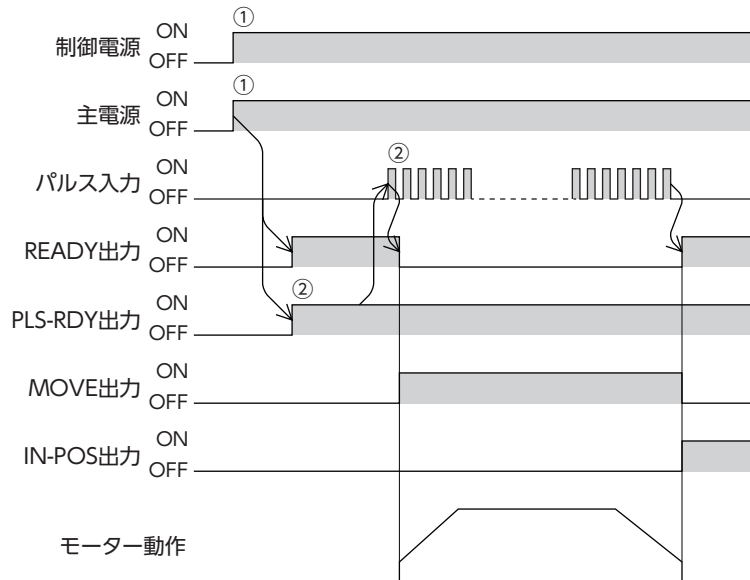 ①
制御電源 ON
OFF
①
主電源 ON
OFF
②
パルス入力 ON
OFF
READY出力 ON
OFF
②
PLS-RDY出力 ON
OFF
MOVE出力 ON
OFF
IN-POS出力 ON
OFF
モーター動作